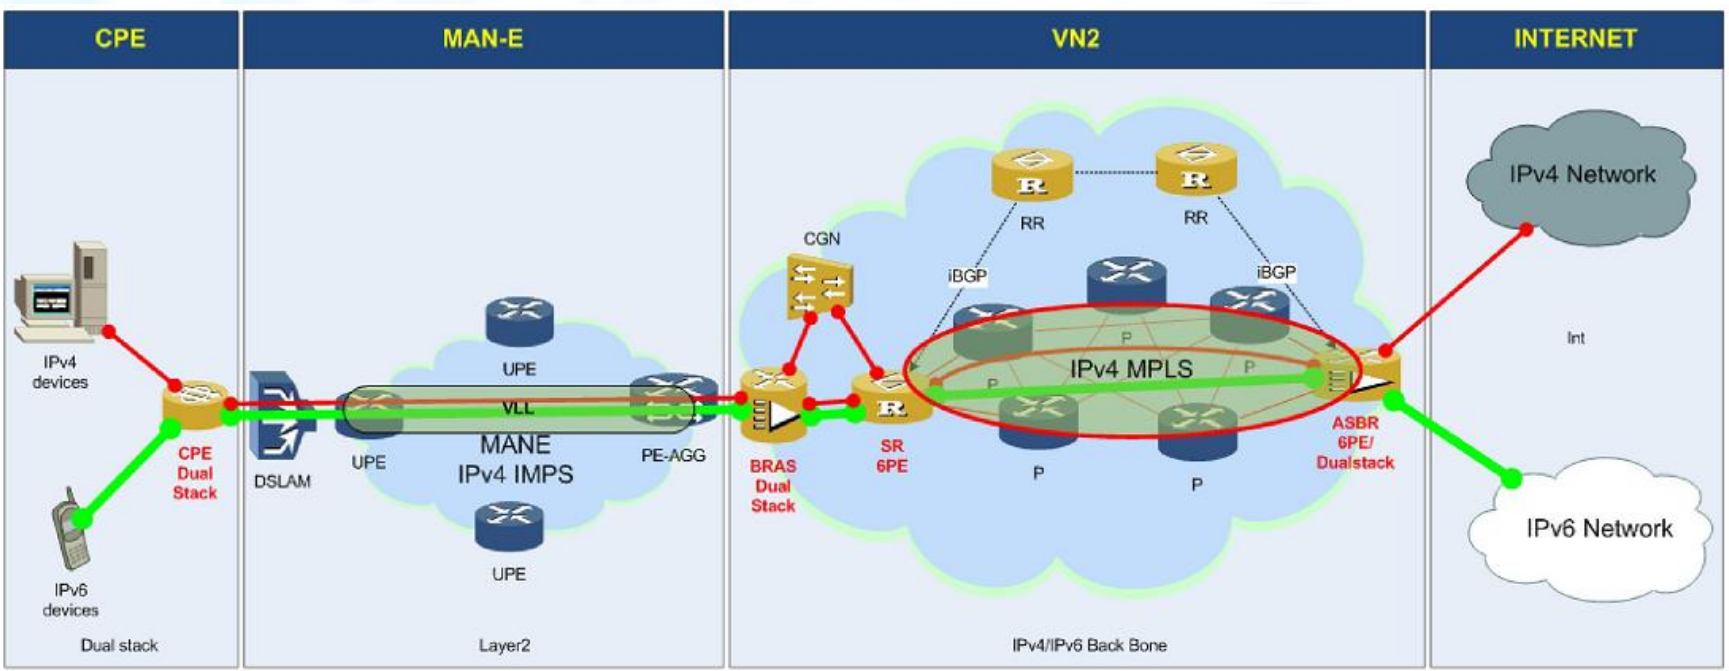 CPE
MAN-E
VN2
INTERNET
IPv4
devices
CPE
Dual
Stack
IPv6
devices
Dual stack
UPE
VLL
MANE
IPv4 IMPS
DSLAM
UPE
PE-AGG
UPE
Layer2
RR
RR
CGN
iBGP
iBGP
P
P
P
IPv4 MPLS
R
R
R
BRAS
Dual
Stack
SR
6PE
P
P
ASBR
6PE/
Dualstack
IPv4/IPv6 Back Bone
IPv4 Network
Int
IPv6 Network